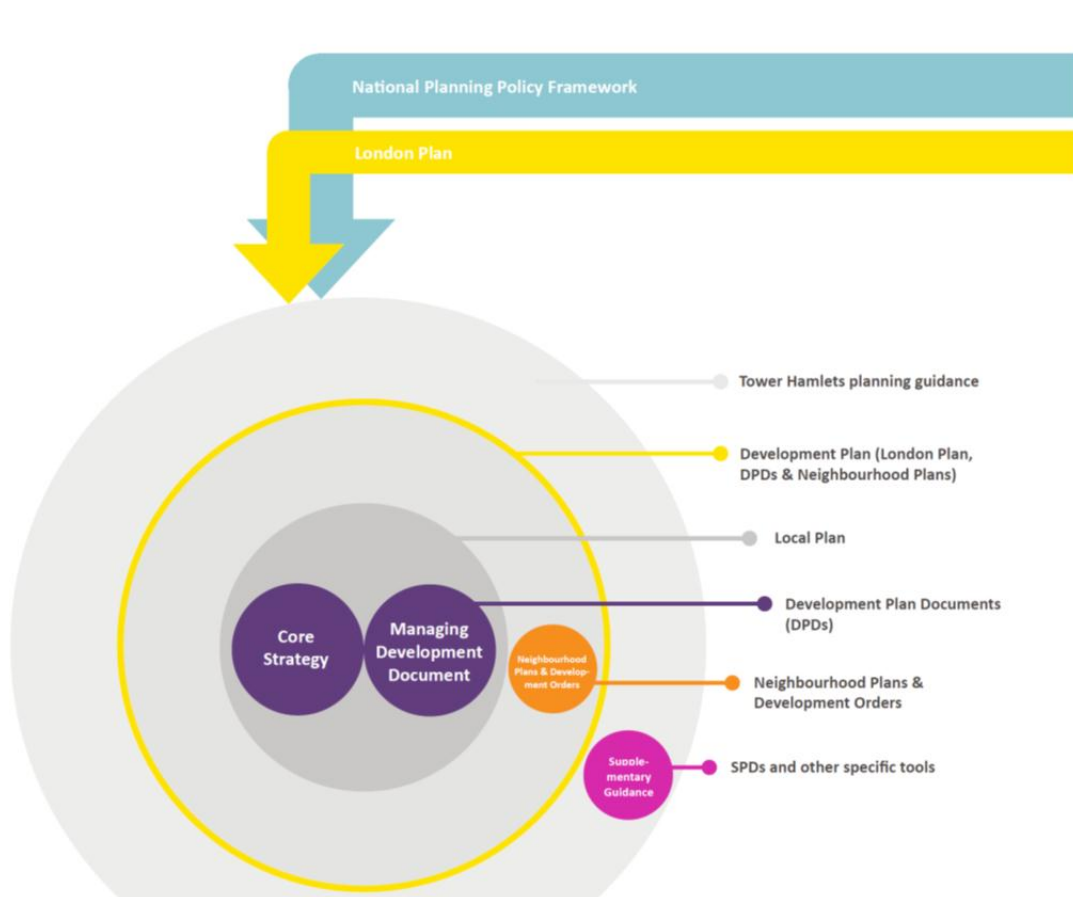 National Planning Policy Framework
London Plan
Tower Hamlets planning guidance
Development Plan (London Plan,
DPDs & Neighbourhood Plans)
Local Plan
Development Plan Documents
(DPDs)
Core
Strategy
Managing
Development
Document
Neighbourhood
Plans & Develop-
ment Orders
Neighbourhood Plans &
Development Orders
Supple-
mentary
Guidance
SPDs and other specific tools